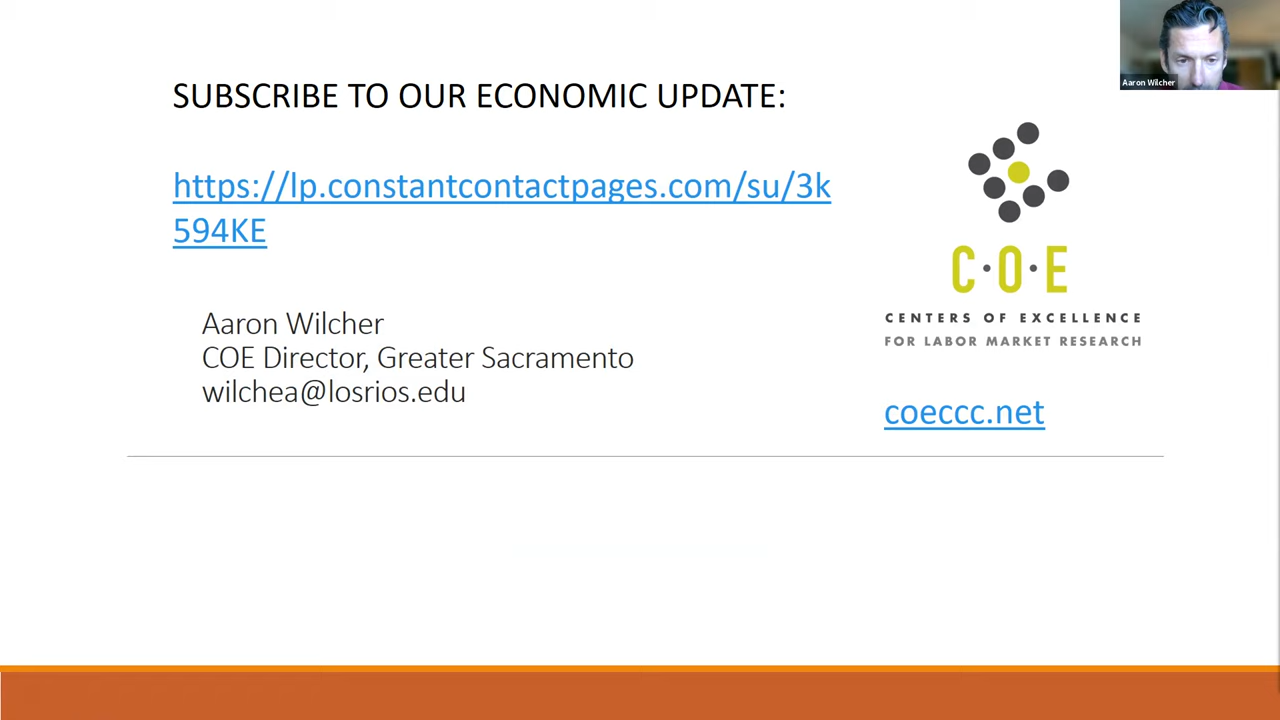 Aaron Wilcher
SUBSCRIBE TO OUR ECONOMIC UPDATE:
https://lp.constantcontactpages.com/su/3k
594KE
Aaron Wilcher
COE Director, Greater Sacramento
wilchea@losrios.edu
C·O·E
CENTERS OF EXCELLENCE
FOR LABOR MARKET RESEARCH
coeccc.net